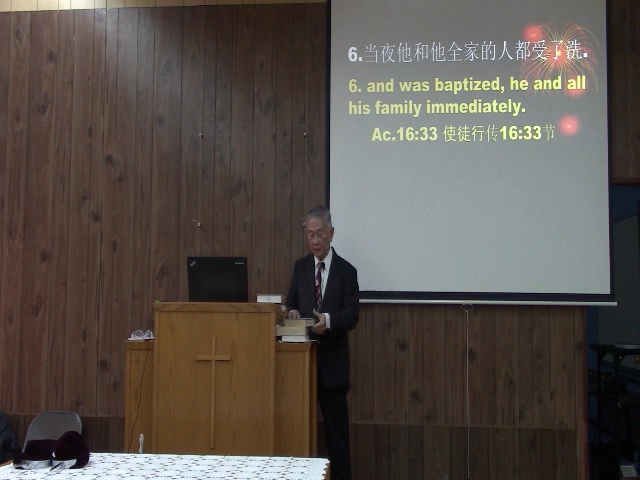 6.当夜他和他全家的人都受了洗.
6. and was baptized, he and all
his family immediately.
Ac.16:33 使徒行传16:33节